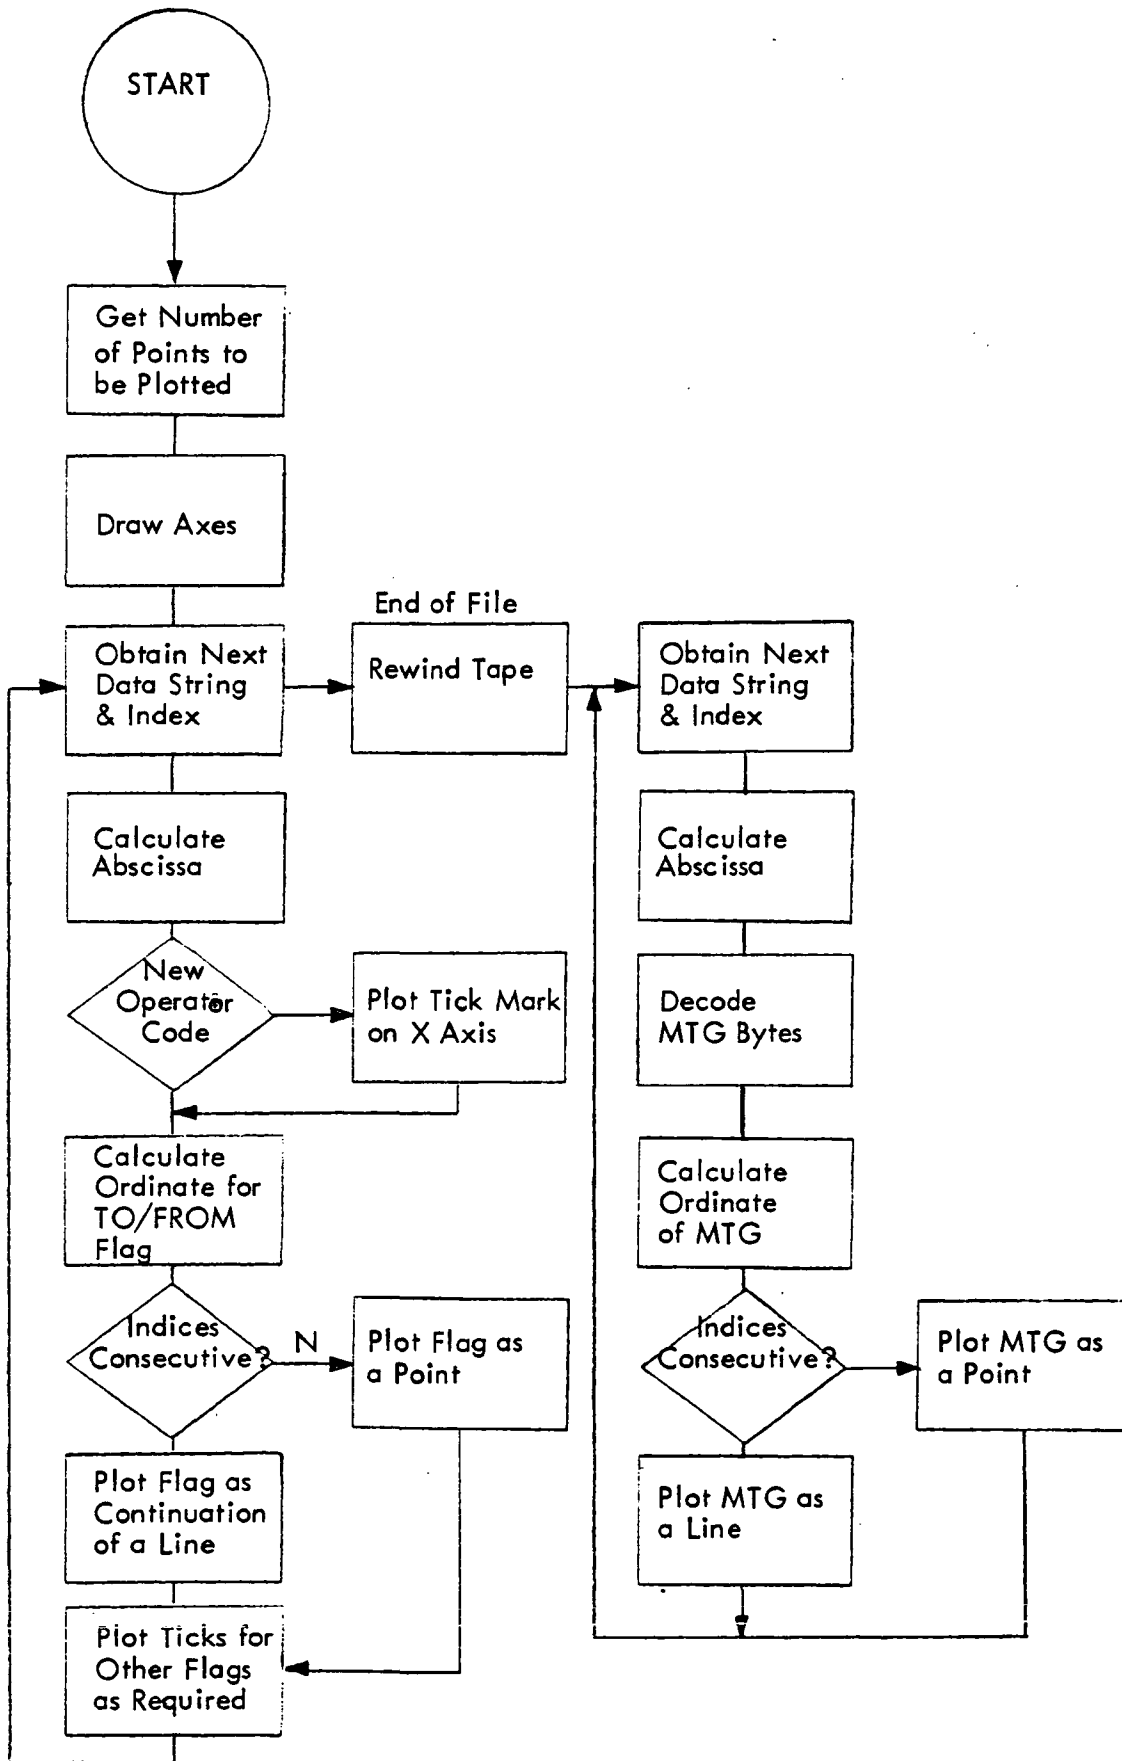 START
Get Number
of Points to
be Plotted
Draw Axes
Obtain Next
Data String
& Index
End of File
Rewind Tape
Obtain Next
Data String
& Index
Calculate
Abscissa
Calculate
Abscissa
New
Operator
Code
Plot Tick Mark
on X Axis
Decode
MTG Bytes
Calculate
Ordinate for
TO/FROM
Flag
Calculate
Ordinate
of MTG
Indices
Consecutive?
N
Plot Flag as
a Point
Indices
Consecutive?
Plot MTG as
a Point
Plot Flag as
Continuation
of a Line
Plot MTG as
a Line
Plot Ticks for
Other Flags
as Required